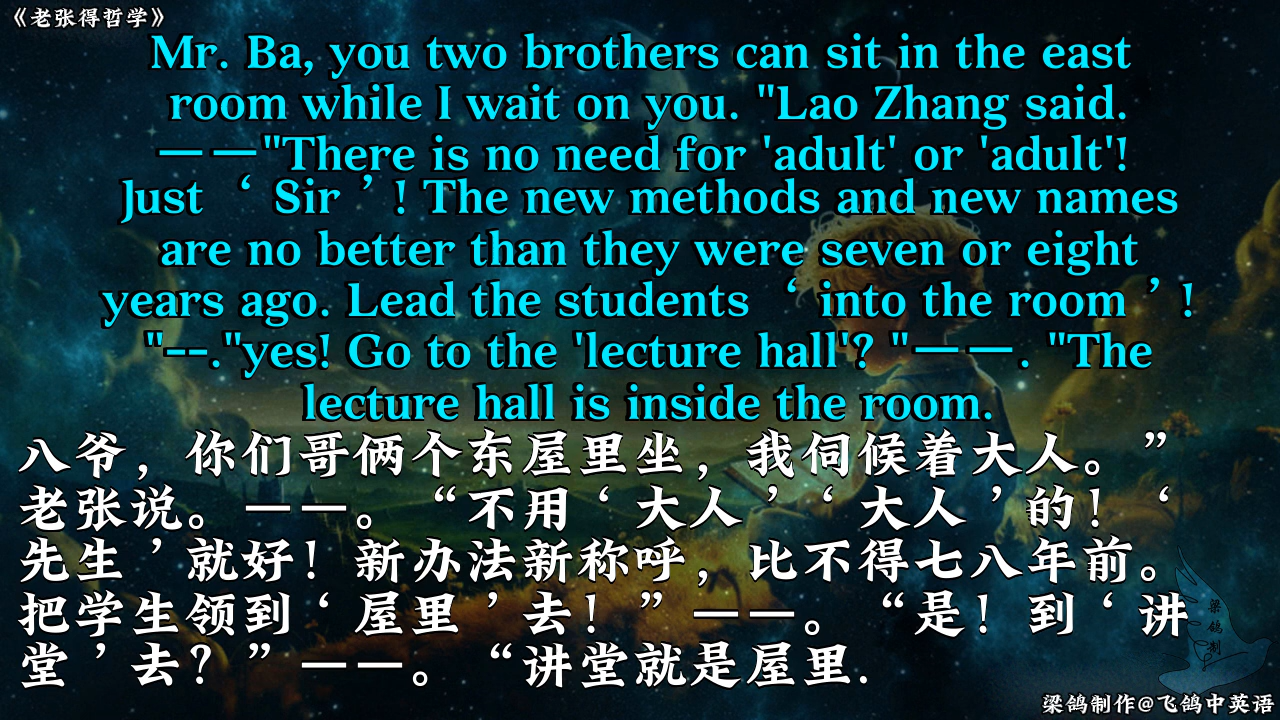 《老张得哲学》
Mr. Ba, you two brothers can sit in the east
room while I wait on you. "Lao Zhang said.
——"There is no need for 'adult' or 'adult'!
Just ‘ Sir ’ ! The new methods and new names
are no better than they were seven or eight
years ago. Lead the students ‘ into the room ’ !
"--."yes! Go to the 'lecture hall'? "——. "The
lecture hall is inside the room.
八爷，你们哥俩个东屋里坐，我伺候着大人。”
老张说。——。“不用‘ 大人 ’‘ 大人 ’ 的！‘
先生 ’ 就好！新办法新称呼，比不得七八年前。
把学生领到‘ 屋里 ’ 去！”——。“是！到‘ 讲
堂 ’ 去？”——。“讲堂就是屋里.
梁鸽制
梁鸽制作@飞鸽中英语